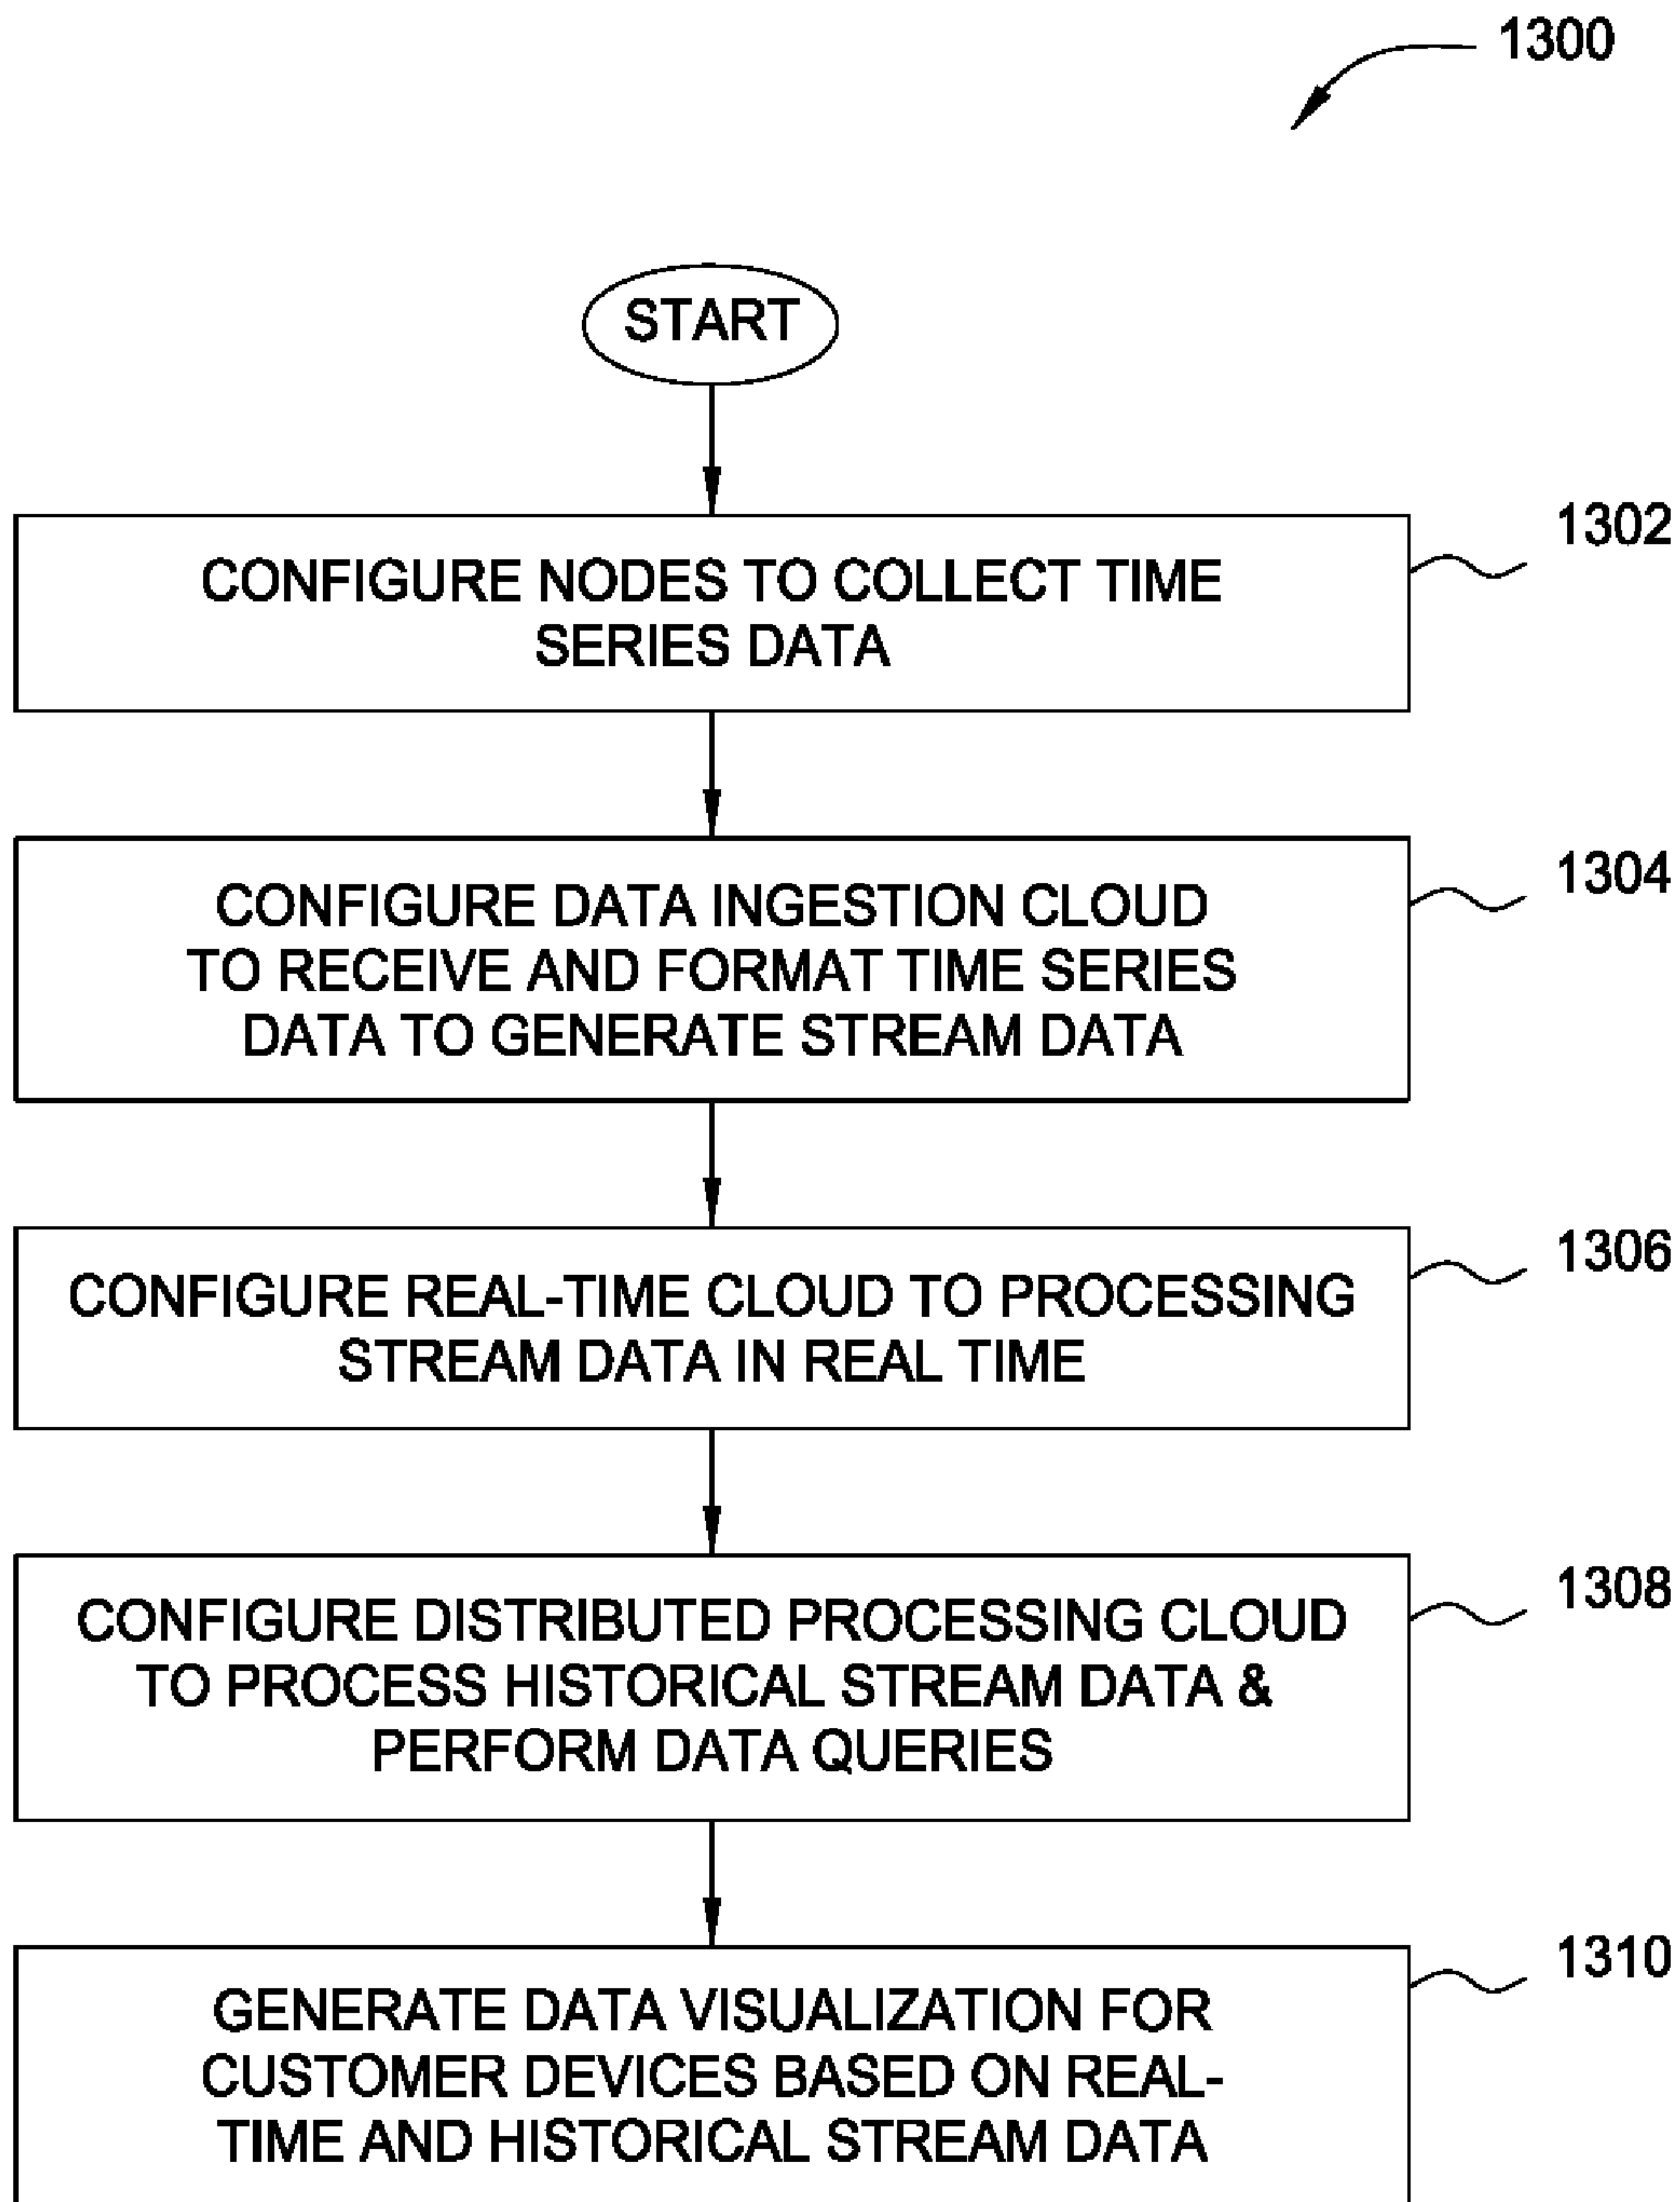 1300
START
1302
CONFIGURE NODES TO COLLECT TIME
SERIES DATA
1304
CONFIGURE DATA INGESTION CLOUD
TO RECEIVE AND FORMAT TIME SERIES
DATA TO GENERATE STREAM DATA
1306
CONFIGURE REAL-TIME CLOUD TO PROCESSING
STREAM DATA IN REAL TIME
1308
CONFIGURE DISTRIBUTED PROCESSING CLOUD
TO PROCESS HISTORICAL STREAM DATA &
PERFORM DATA QUERIES
1310
GENERATE DATA VISUALIZATION FOR
CUSTOMER DEVICES BASED ON REAL-
TIME AND HISTORICAL STREAM DATA